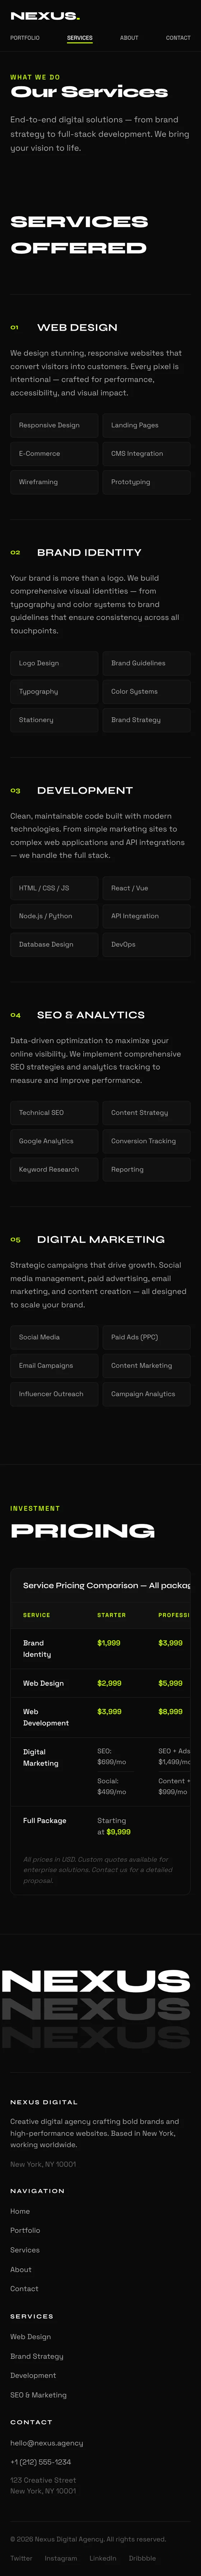 NEXUS.
PORTFOLIO SERVICES ABOUT CONTACT
WHAT WE DO
Our Services
End-to-end digital solutions — from brand
strategy to full-stack development. We bring
your vision to life.
SERVICES
OFFERED
01 WEB DESIGN
We design stunning, responsive websites that
convert visitors into customers. Every pixel is
intentional — crafted for performance,
accessibility, and visual impact.
Responsive Design Landing Pages
E-Commerce CMS Integration
Wireframing Prototyping
02 BRAND IDENTITY
Your brand is more than a logo. We build
comprehensive visual identities — from
typography and color systems to brand
guidelines that ensure consistency across all
touchpoints.
Logo Design Brand Guidelines
Typography Color Systems
Stationery Brand Strategy
03 DEVELOPMENT
Clean, maintainable code built with modern
technologies. From simple marketing sites to
complex web applications and API integrations
— we handle the full stack.
HTML / CSS / JS React / Vue
Node.js / Python API Integration
Database Design DevOps
04 SEO & ANALYTICS
Data-driven optimization to maximize your
online visibility. We implement comprehensive
SEO strategies and analytics tracking to
measure and improve performance.
Technical SEO Content Strategy
Google Analytics Conversion Tracking
Keyword Research Reporting
05 DIGITAL MARKETING
Strategic campaigns that drive growth. Social
media management, paid advertising, email
marketing, and content creation — all designed
to scale your brand.
Social Media Paid Ads (PPC)
Email Campaigns Content Marketing
Influencer Outreach Campaign Analytics
INVESTMENT
PRICING
Service Pricing Comparison — All packag
SERVICE STARTER PROFESSI
Brand $1,999 $3,999
Identity
Web Design $2,999 $5,999
Web $3,999 $8,999
Development
Digital SEO: SEO + Ads
Marketing $699/mo $1,499/mo
Social: Content +
$499/mo $999/mo
Full Package Starting
at $9,999
All prices in USD. Custom quotes available for
enterprise solutions. Contact us for a detailed
proposal.
NEXUS
NEXUS
NEXUS
NEXUS DIGITAL
Creative digital agency crafting bold brands and
high-performance websites. Based in New York,
working worldwide.
New York, NY 10001
NAVIGATION
Home
Portfolio
Services
About
Contact
SERVICES
Web Design
Brand Strategy
Development
SEO & Marketing
CONTACT
hello@nexus.agency
+1 (212) 555-1234
123 Creative Street
New York, NY 10001
© 2026 Nexus Digital Agency. All rights reserved.
Twitter Instagram LinkedIn Dribbble